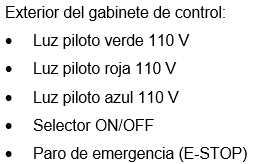 Exterior del gabinete de control:
• Luz piloto verde 110 V
• Luz piloto roja 110 V
• Luz piloto azul 110 V
• Selector ON/OFF
• Paro de emergencia (E-STOP)